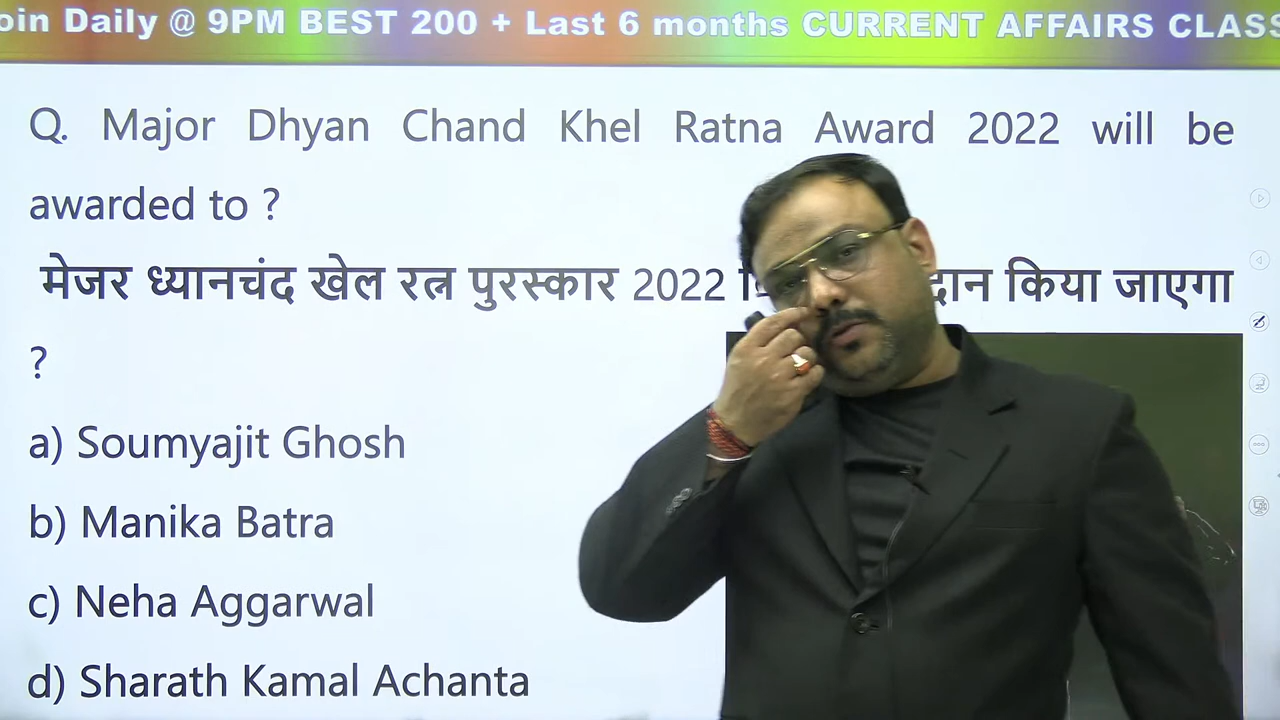 oin Daily @ 9PM BEST 200 + Last 6 months CURRENT AFFAIRS CLASS
Q. Major Dhyan Chand Khel Ratna Award 2022 will be
awarded to ?
मेजर ध्यानचंद खेल रत्न पुरस्कार 2022 दान किया जाएगा
?
a) Soumyajit Ghosh
b) Manika Batra
c) Neha Aggarwal
d) Sharath Kamal Achanta